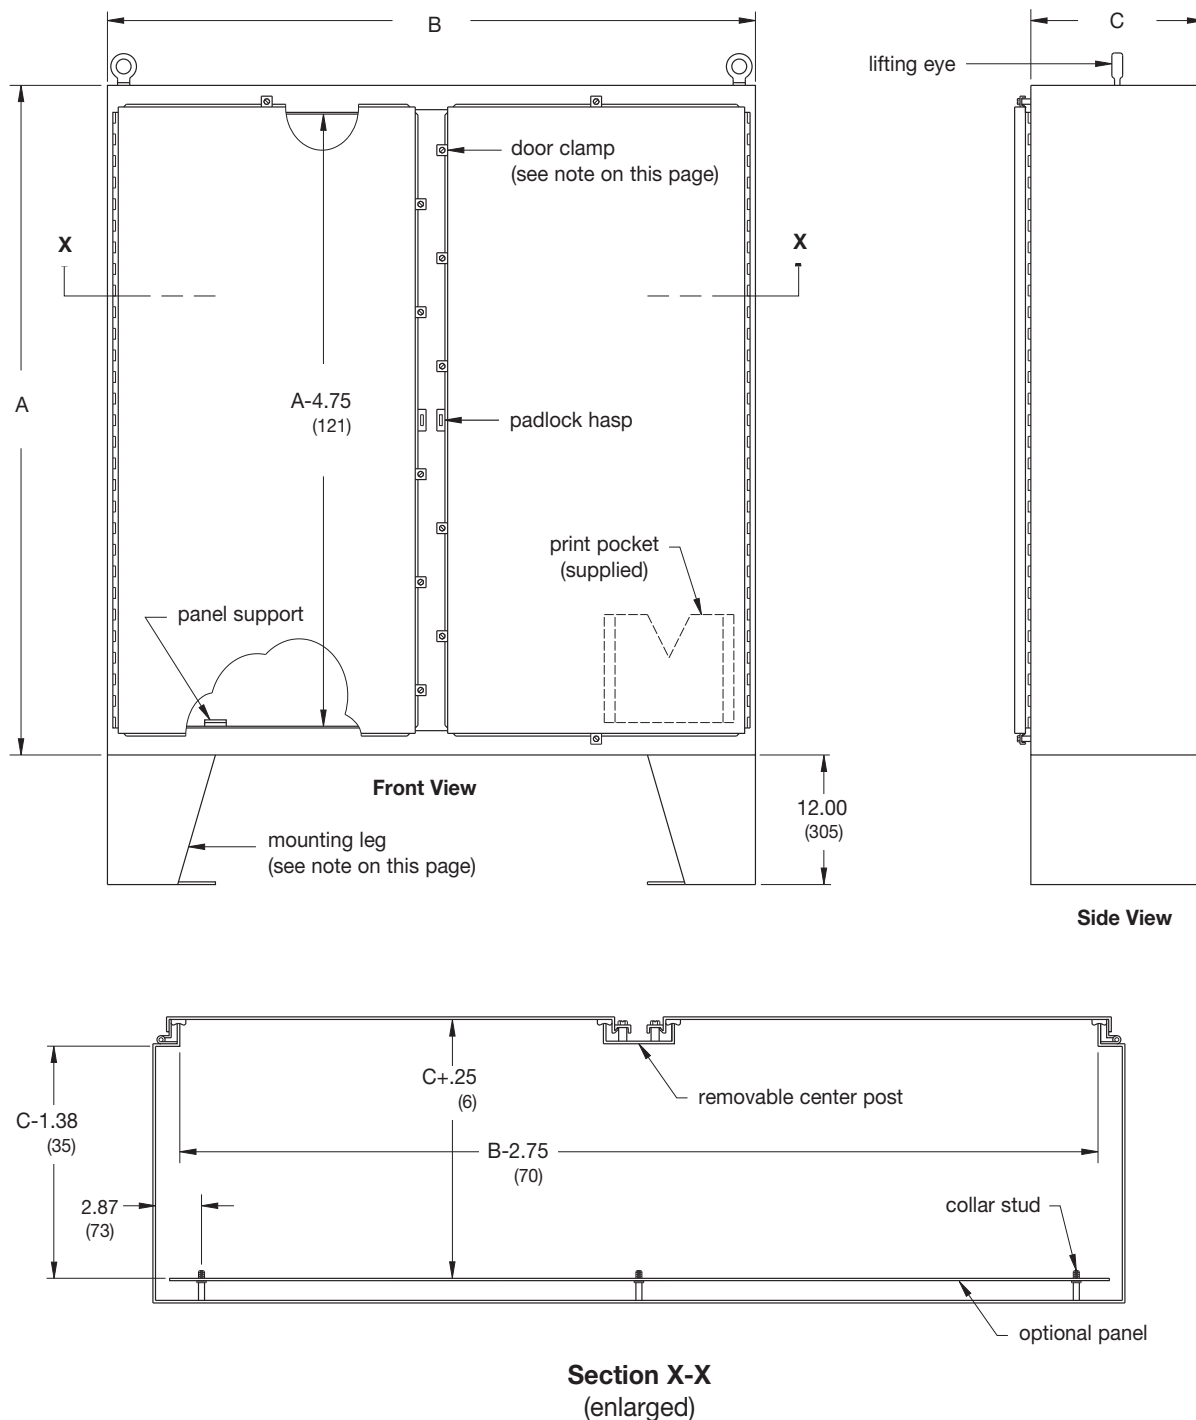 B
C
lifting eye
door clamp
(see note on this page)
X
X
A
A-4.75
(121)
padlock hasp
print pocket
(supplied)
panel support
Front View
12.00
(305)
mounting leg
(see note on this page)
Side View
C+.25
(6)
removable center post
C-1.38
(35)
B-2.75
(70)
2.87
(73)
collar stud
optional panel
Section X-X
(enlarged)